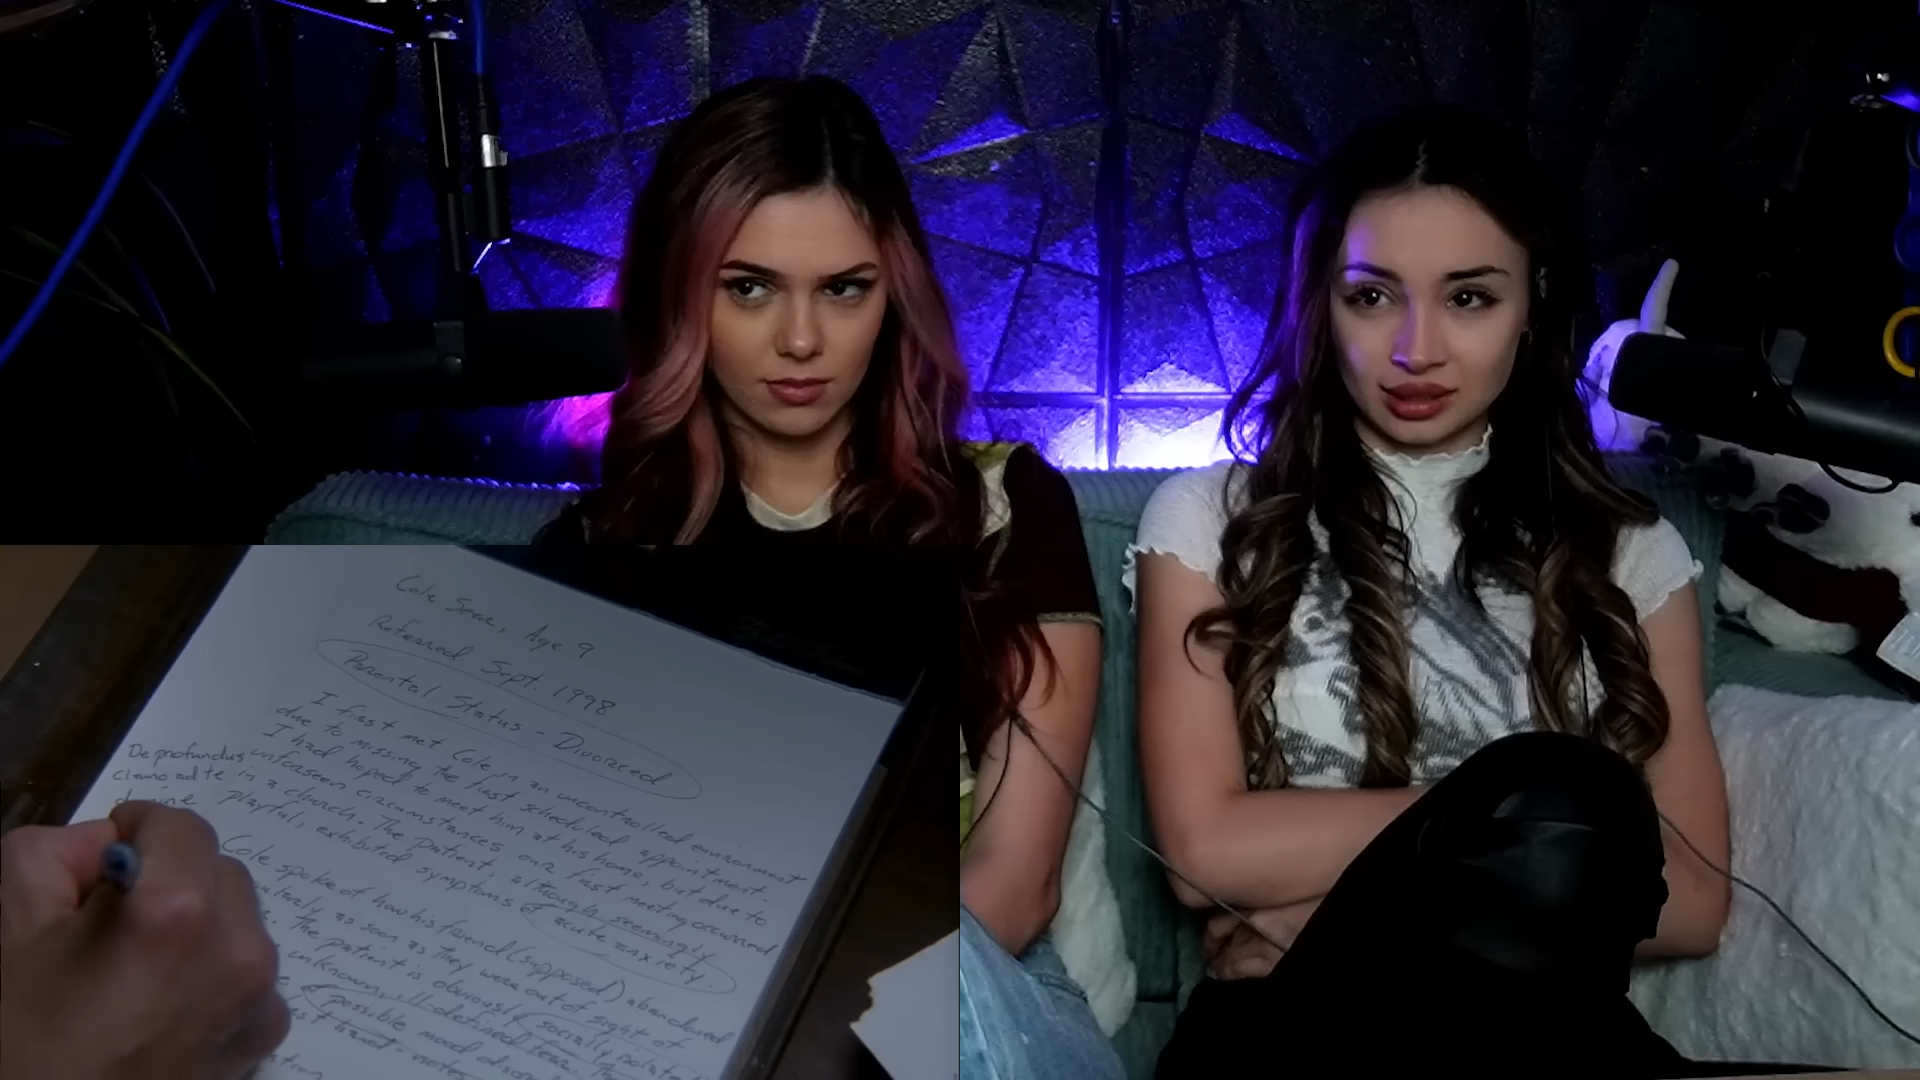 Cole Sear, Age 9
Referred Sept. 1998
Parental Status - Divorced
I first met Cole in an uncontrolled environment
due to missing the first scheduled appointment.
I had hoped to meet him at his home, but due to
unforseen circumstances our first meeting occurred
in a church. The patient, although seemingly
playful, exhibited symptoms of acute anxiety.
De profundus
clamo ad te
domine
Cole spoke of how his friend (supposed) abandoned
as soon as they were out of sight of
the patient is obviously socially isolated
unknown, ill-defined fear.
possible mood